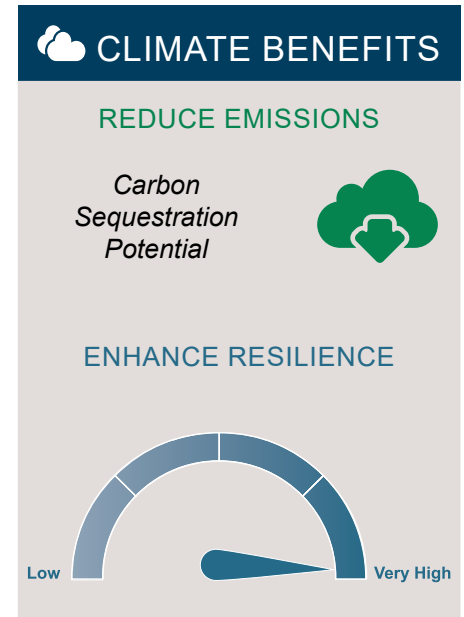 CLIMATE BENEFITS
REDUCE EMISSIONS
Carbon
Sequestration
Potential
ENHANCE RESILIENCE
Low
Very High